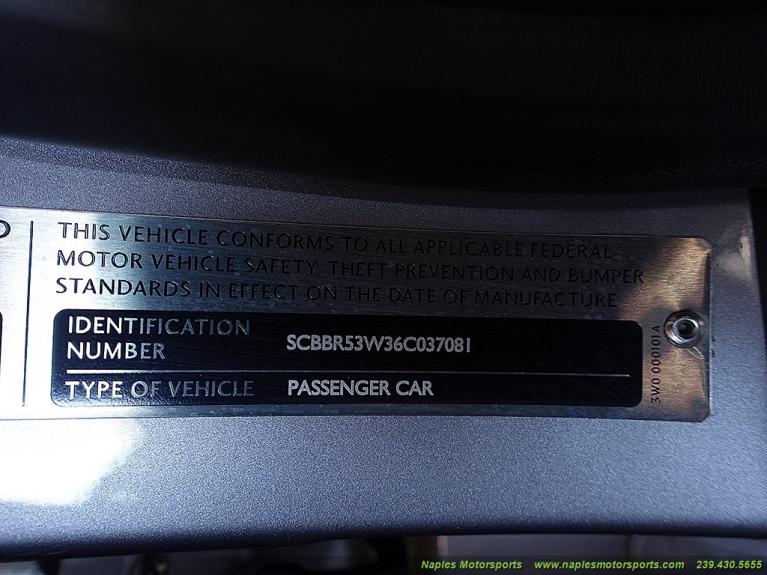 THIS VEHICLE CONFORMS TO ALL APPLICABLE FEDERAL
MOTOR VEHICLE SAFETY, THEFT PREVENTION AND BUMPER
STANDARDS IN EFFECT ON THE DATE OF MANUFACTURE
IDENTIFICATION
NUMBER SCBBR53W36C037081
TYPE OF VEHICLE PASSENGER CAR
3W0 000101A
Naples Motorsports www.naplesmotorsports.com 239.430.5655